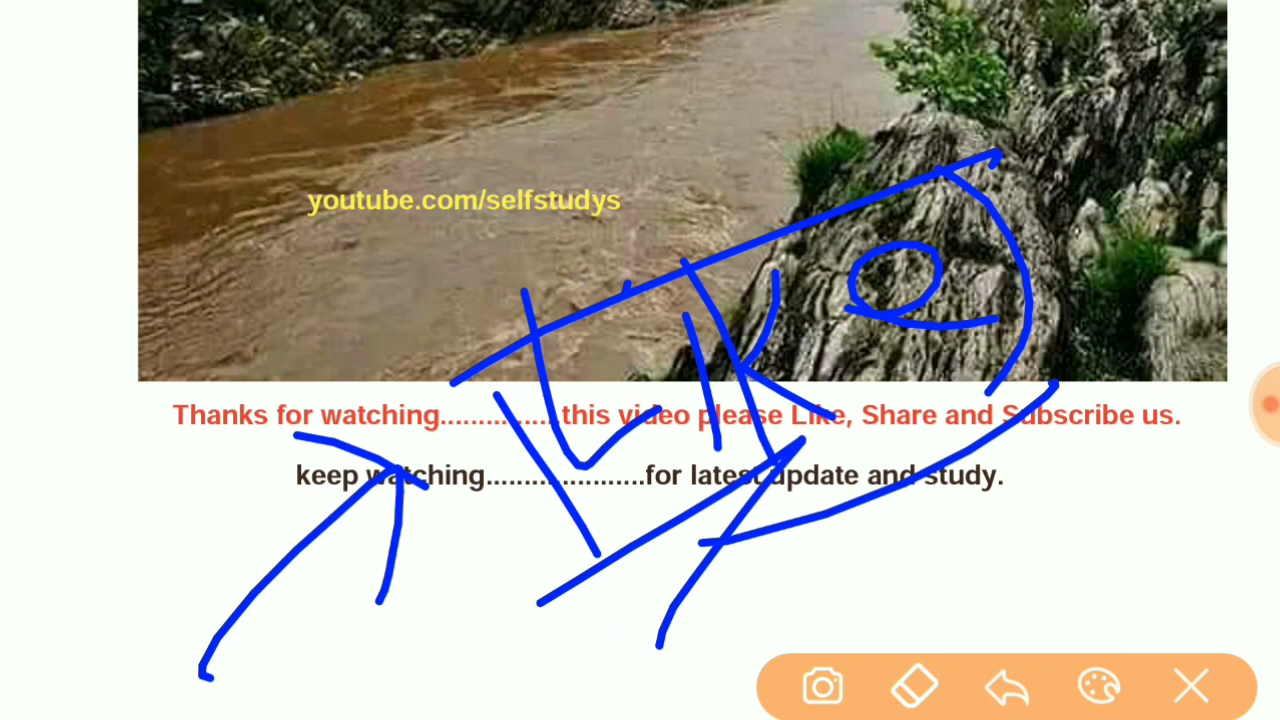 youtube.com/selfstudys
LIKE
Thanks for watching...............this video please Like, Share and Subscribe us.
keep watching.....................for latest update and study.